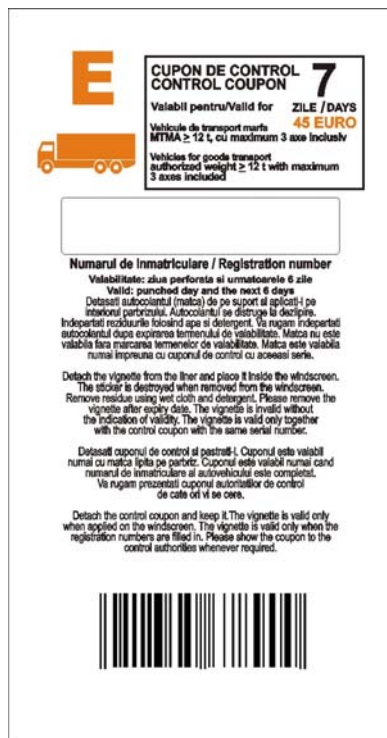 E
CUPON DE CONTROL
CONTROL COUPON
7
Valabil pentru/Valid for
ZILE / DAYS
45 EURO
Vehicule de transport marfa
MTMA ≥ 12 t, cu maximum 3 axe inclusiv
Vehicles for goods transport
authorized weight ≥ 12 t with maximum
3 axes included
Numarul de inmatriculare / Registration number
Valabilitate: ziua perforata si urmatoarele 6 zile
Valid: punched day and the next 6 days
Detasati autocolantul (matca) de pe suport si aplicati-l pe
interiorul parbrizului. Autocolantul se distruge la dezlipire.
Indepartati reziduurile folosind apa si detergent. Va rugam indepartati
autocolantul dupa expirarea termenului de valabilitate. Matca nu este
valabila fara marcarea termenelor de valabilitate. Matca este valabila
numai impreuna cu cuponul de control cu aceeasi serie.
Detach the vignette from the liner and place it inside the windscreen.
The sticker is destroyed when removed from the windscreen.
Remove residue using wet cloth and detergent. Please remove the
vignette after expiry date. The vignette is invalid without
the indication of validity. The vignette is valid only together
with the control coupon with the same serial number.
Detasati cuponul de control si pastrati-l. Cuponul este valabil
numai cu matca lipita pe parbriz. Cuponul este valabil numai cand
numarul de inmatriculare al autovehicului este completat.
Va rugam prezentati cuponul autoritatilor de control
de cate ori vi se cere.
Detach the control coupon and keep it.The vignette is valid only
when applied on the windscreen. The vignette is valid only when the
registration numbers are filled in. Please show the coupon to the
control authorities whenever required.